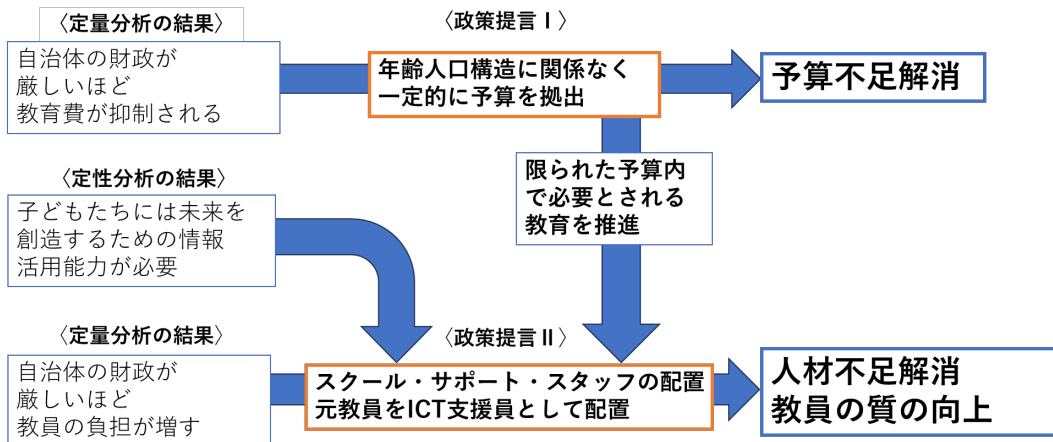 〈定量分析の結果〉
自治体の財政が
厳しいほど
教育費が抑制される
〈政策提言Ⅰ〉
年齢人口構造に関係なく
一定的に予算を拠出
予算不足解消
限られた予算内
で必要とされる
教育を推進
〈定性分析の結果〉
子どもたちには未来を
創造するための情報
活用能力が必要
〈定量分析の結果〉
自治体の財政が
厳しいほど
教員の負担が増す
〈政策提言Ⅱ〉
スクール・サポート・スタッフの配置
元教員をICT支援員として配置
人材不足解消
教員の質の向上